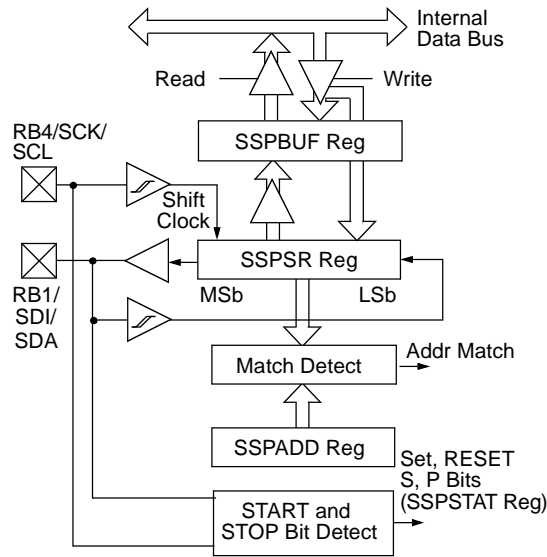 Internal
Data Bus
Read
Write
RB4/SCK/
SCL
SSPBUF Reg
Shift
Clock
SSPSR Reg
MSb
LSb
RB1/
SDI/
SDA
Match Detect
Addr Match
SSPADD Reg
Set, RESET
S, P Bits
(SSPSTAT Reg)
START and
STOP Bit Detect